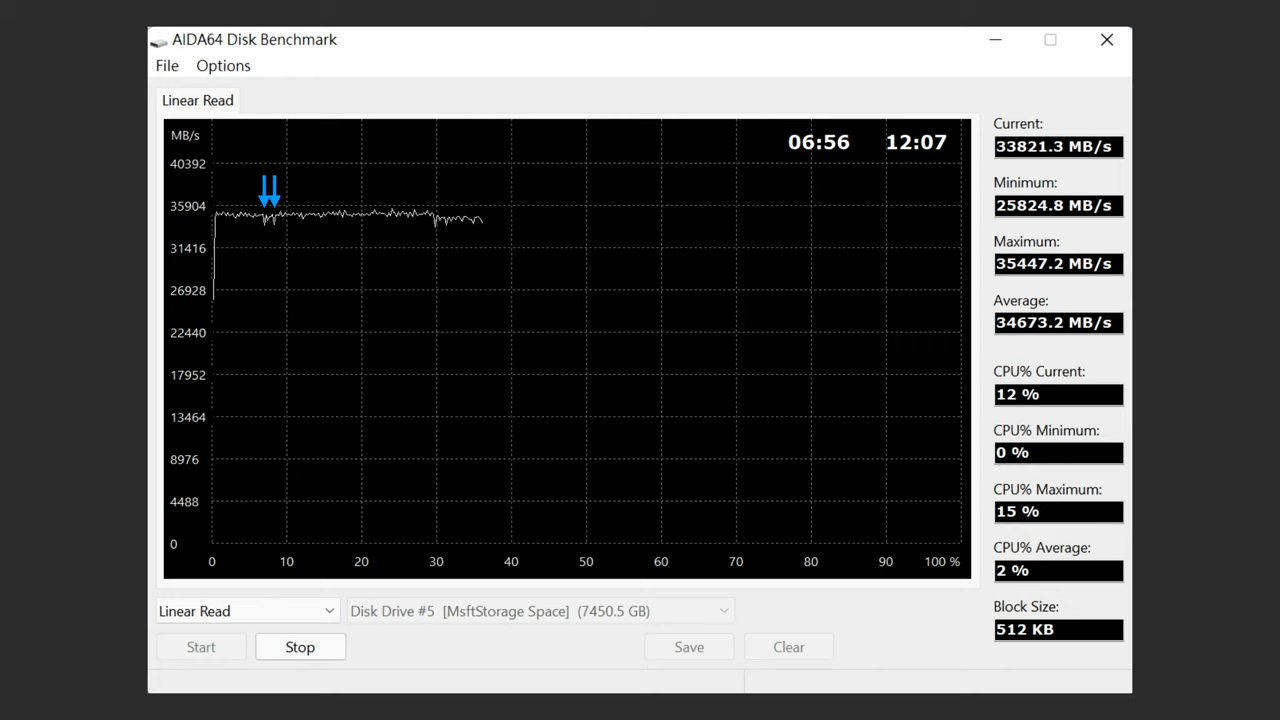 AIDA64 Disk Benchmark
File Options
Linear Read
MB/s
06:56 12:07
40392
35904
31416
26928
22440
17952
13464
8976
4488
0
0 10 20 30 40 50 60 70 80 90 100 %
Current:
33821.3 MB/s
Minimum:
25824.8 MB/s
Maximum:
35447.2 MB/s
Average:
34673.2 MB/s
CPU% Current:
12 %
CPU% Minimum:
0 %
CPU% Maximum:
15 %
CPU% Average:
2 %
Block Size:
512 KB
Linear Read Disk Drive #5 [MsftStorage Space] (7450.5 GB)
Start Stop Save Clear